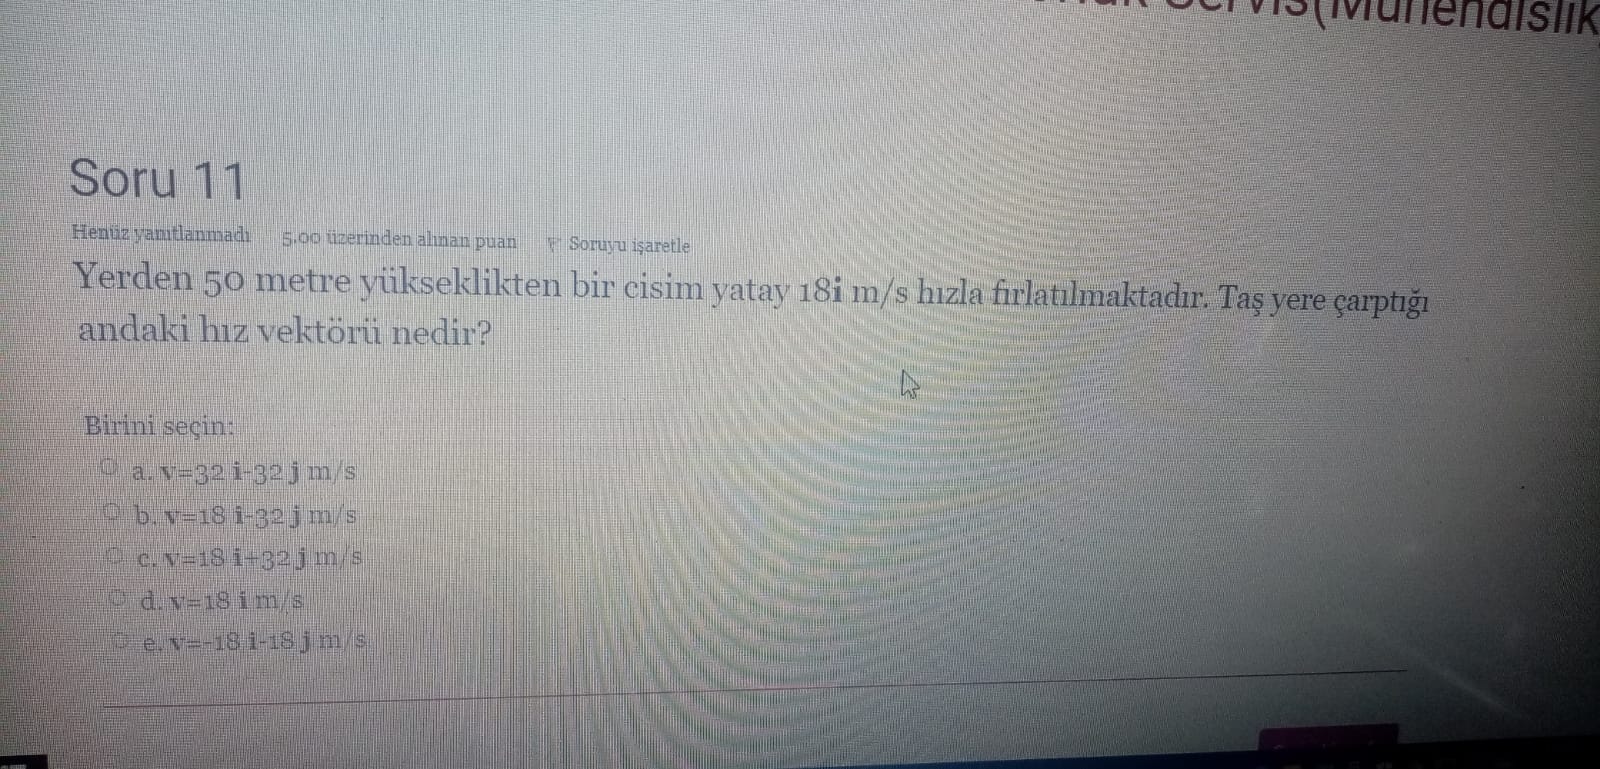 Servis(Mühendislik
Soru 11
Henüz yanıtlanmadı 5,00 üzerinden alınan puan Soruyu işaretle
Yerden 50 metre yükseklikten bir cisim yatay 18i m/s hızla fırlatılmaktadır. Taş yere çarptığı
andaki hız vektörü nedir?
Birini seçin:
a. v=32 i-32 j m/s
b. v=18 i-32 j m/s
c. v=18 i+32 j m/s
d. v=18 i m/s
e. v=-18 i-18 j m/s